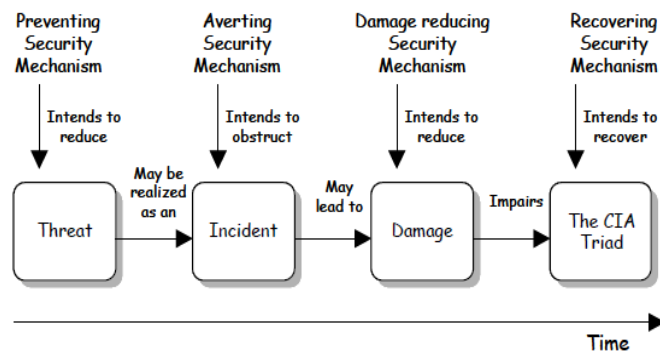 Preventing
Security
Mechanism
Averting
Security
Mechanism
Damage reducing
Security
Mechanism
Recovering
Security
Mechanism
Intends to
reduce
Intends to
obstruct
Intends to
reduce
Intends to
recover
Threat
May be
realized
as an
Incident
May
lead to
Damage
Impairs
The CIA
Triad
Time